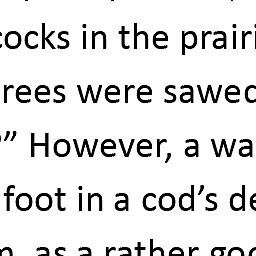 cocks in the prairi
rees were sawed
?” However, a wa
foot in a cod’s de
m, as a rather goo